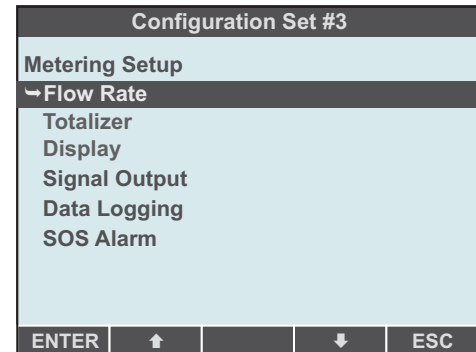 Configuration Set #3
Metering Setup
➥Flow Rate
Totalizer
Display
Signal Output
Data Logging
SOS Alarm
ENTER ⬆ ⬇ ESC